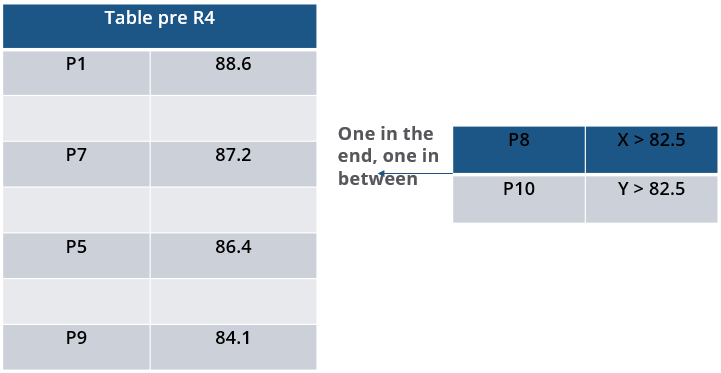 Table pre R4
P1 88.6
P7 87.2
P5 86.4
P9 84.1
One in the
end, one in
between
P8 X > 82.5
P10 Y > 82.5